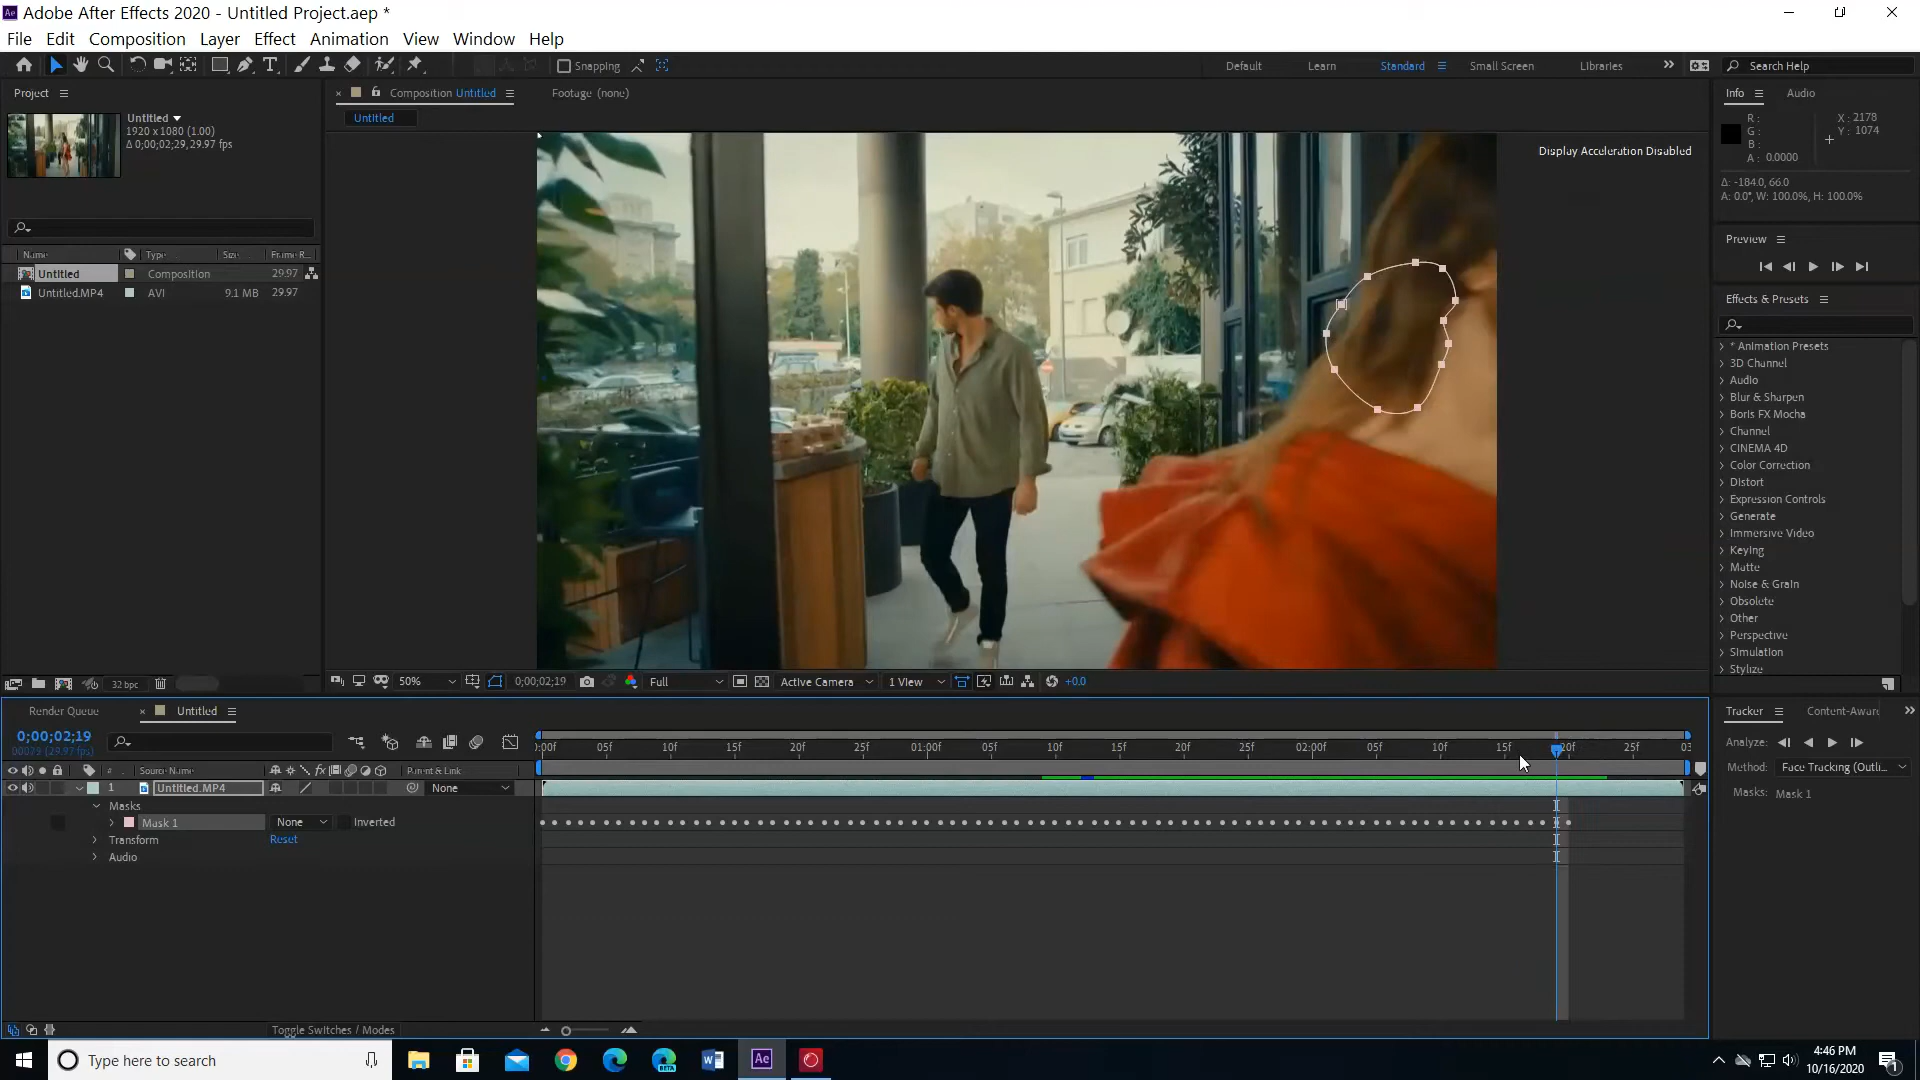 Adobe After Effects 2020 - Untitled Project.aep *
File Edit Composition Layer Effect Animation View Window Help
Snapping
Default Learn Standard Small Screen Libraries Search Help
Project
Composition Untitled
Footage (none)
Info Audio
Untitled
1920 x 1080 (1.00)
Δ 0;00;02;29, 29.97 fps
Untitled
Display Acceleration Disabled
R :
G :
B :
A : 0.0000
X : 2178
Y : 1074
Δ: -184.0, 66.0
A: 0.0°, W: 100.0%, H: 100.0%
Preview
Name Type Size Frame R...
Untitled Composition 29.97
Untitled.MP4 AVI 9.1 MB 29.97
Effects & Presets
* Animation Presets
3D Channel
Audio
Blur & Sharpen
Boris FX Mocha
Channel
CINEMA 4D
Color Correction
Distort
Expression Controls
Generate
Immersive Video
Keying
Matte
Noise & Grain
Obsolete
Other
Perspective
Simulation
Stylize
32 bpc
50% 0;00;02;19 Full Active Camera 1 View +0.0
Render Queue Untitled
Tracker Content-Awar
0;00;02;19
00079 (29.97 fps)
:00f 05f 10f 15f 20f 25f 01:00f 05f 10f 15f 20f 25f 02:00f 05f 10f 15f 20f 25f 03
Analyze:
Method: Face Tracking (Outli...
Masks: Mask 1
# Source Name Parent & Link
1 Untitled.MP4 None
Masks
Mask 1 None Inverted
Transform Reset
Audio
Toggle Switches / Modes
Type here to search
BETA
Ae
4:46 PM
10/16/2020
1